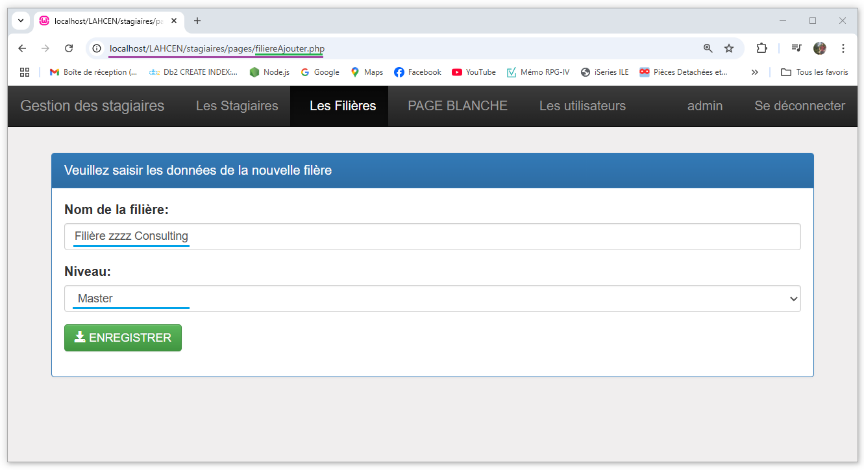 localhost/LAHCEN/stagiaires/pa
localhost/LAHCEN/stagiaires/pages/filiereAjouter.php
Boîte de réception (... Db2 CREATE INDEX:... Node.js Google Maps Facebook YouTube Mémo RPG-IV iSeries ILE Pièces Detachées et... Tous les favoris
Gestion des stagiaires Les Stagiaires Les Filières PAGE BLANCHE Les utilisateurs admin Se déconnecter
Veuillez saisir les données de la nouvelle filère
Nom de la filière:
FIlière zzzz Consulting
Niveau:
Master
ENREGISTRER